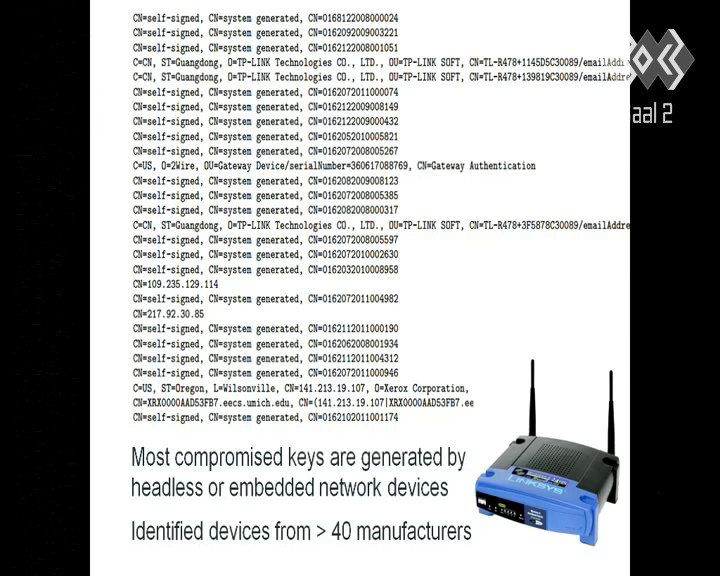 CN=self-signed, CN=system generated, CN=0168122008000024
CN=self-signed, CN=system generated, CN=0162092009003221
CN=self-signed, CN=system generated, CN=0162122008001051
C=CN, ST=Guangdong, O=TP-LINK Technologies CO., LTD., OU=TP-LINK SOFT, CN=TL-R478+1145D5C30089/emailAddre
C=CN, ST=Guangdong, O=TP-LINK Technologies CO., LTD., OU=TP-LINK SOFT, CN=TL-R478+139819C30089/emailAddre
CN=self-signed, CN=system generated, CN=0162072011000074
CN=self-signed, CN=system generated, CN=0162122009008149
CN=self-signed, CN=system generated, CN=0162122009000432
CN=self-signed, CN=system generated, CN=0162052010005821
CN=self-signed, CN=system generated, CN=0162072008005267
C=US, O=2Wire, OU=Gateway Device/serialNumber=360617088769, CN=Gateway Authentication
CN=self-signed, CN=system generated, CN=0162082009008123
CN=self-signed, CN=system generated, CN=0162072008005385
CN=self-signed, CN=system generated, CN=0162082008000317
C=CN, ST=Guangdong, O=TP-LINK Technologies CO., LTD., OU=TP-LINK SOFT, CN=TL-R478+3F5878C30089/emailAddre
CN=self-signed, CN=system generated, CN=0162072008005597
CN=self-signed, CN=system generated, CN=0162072010002630
CN=self-signed, CN=system generated, CN=0162032010008958
CN=109.235.129.114
CN=self-signed, CN=system generated, CN=0162072011004982
CN=217.92.30.85
CN=self-signed, CN=system generated, CN=0162112011000190
CN=self-signed, CN=system generated, CN=0162062008001934
CN=self-signed, CN=system generated, CN=0162112011004312
CN=self-signed, CN=system generated, CN=0162072011000946
C=US, ST=Oregon, L=Wilsonville, CN=141.213.19.107, O=Xerox Corporation,
CN=XRX0000AAD53FB7.eecs.umich.edu, CN=(141.213.19.107|XRX0000AAD53FB7.ee
CN=self-signed, CN=system generated, CN=0162102011001174
Most compromised keys are generated by
headless or embedded network devices
Identified devices from > 40 manufacturers
LINKSYS
aal 2